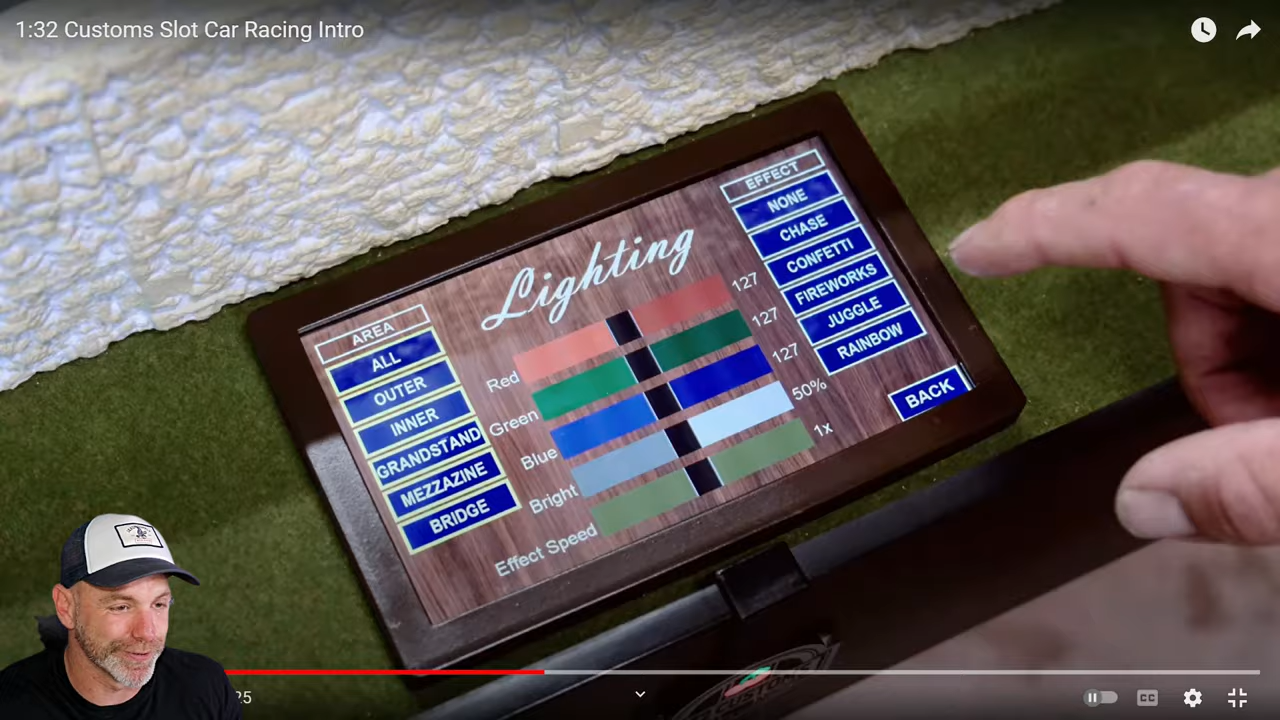 1:32 Customs Slot Car Racing Intro
Lighting
AREA
ALL
OUTER
INNER
GRANDSTAND
MEZZAZINE
BRIDGE
Red 127
Green 127
Blue 127
Bright 50%
Effect Speed 1x
EFFECT
NONE
CHASE
CONFETTI
FIREWORKS
JUGGLE
RAINBOW
BACK
25
CC